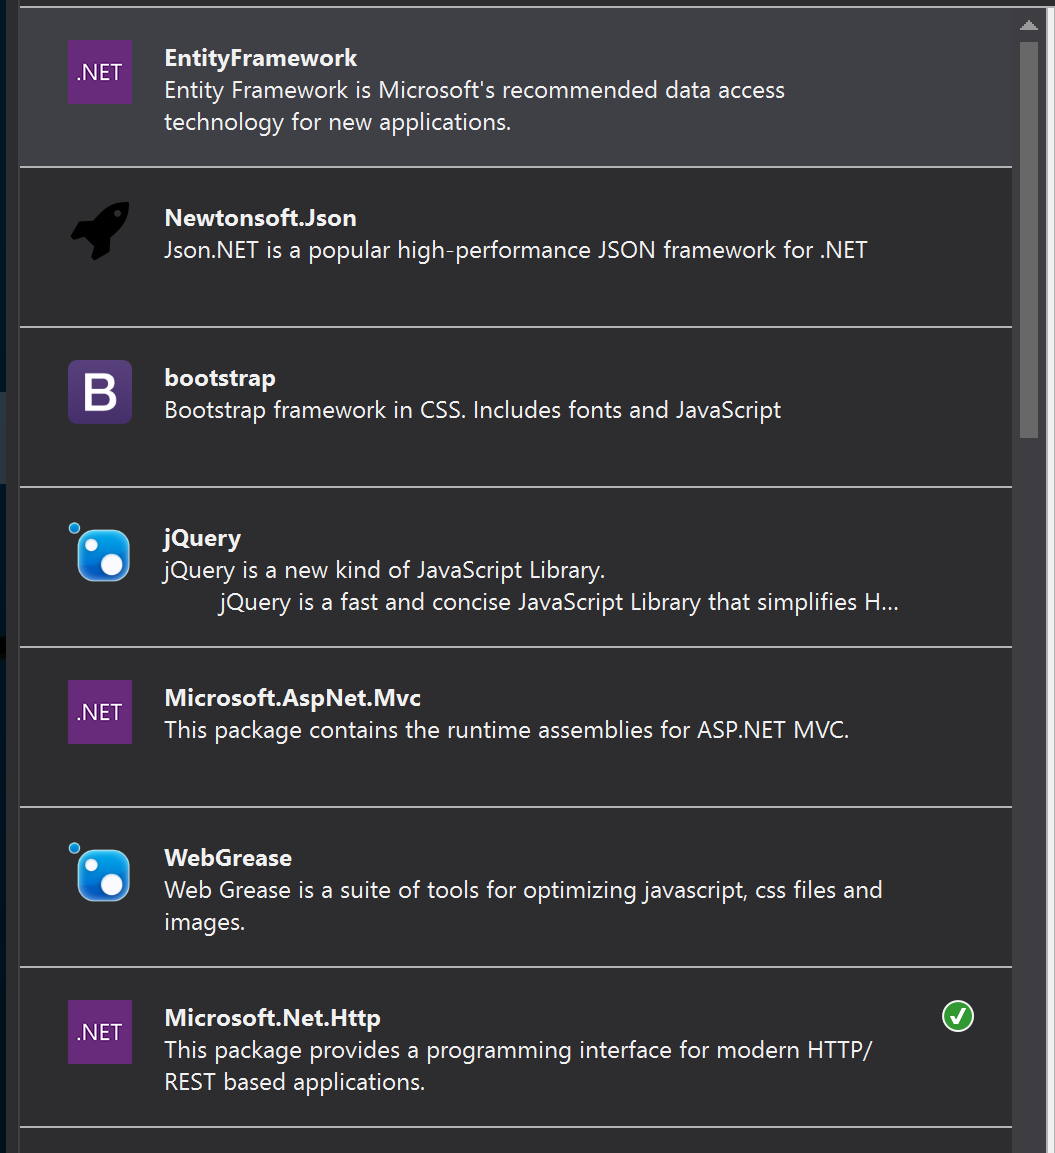 .NET
EntityFramework
Entity Framework is Microsoft's recommended data access
technology for new applications.
Newtonsoft.Json
Json.NET is a popular high-performance JSON framework for .NET
B
bootstrap
Bootstrap framework in CSS. Includes fonts and JavaScript
jQuery
jQuery is a new kind of JavaScript Library.
jQuery is a fast and concise JavaScript Library that simplifies H...
.NET
Microsoft.AspNet.Mvc
This package contains the runtime assemblies for ASP.NET MVC.
WebGrease
Web Grease is a suite of tools for optimizing javascript, css files and
images.
.NET
Microsoft.Net.Http
This package provides a programming interface for modern HTTP/
REST based applications.